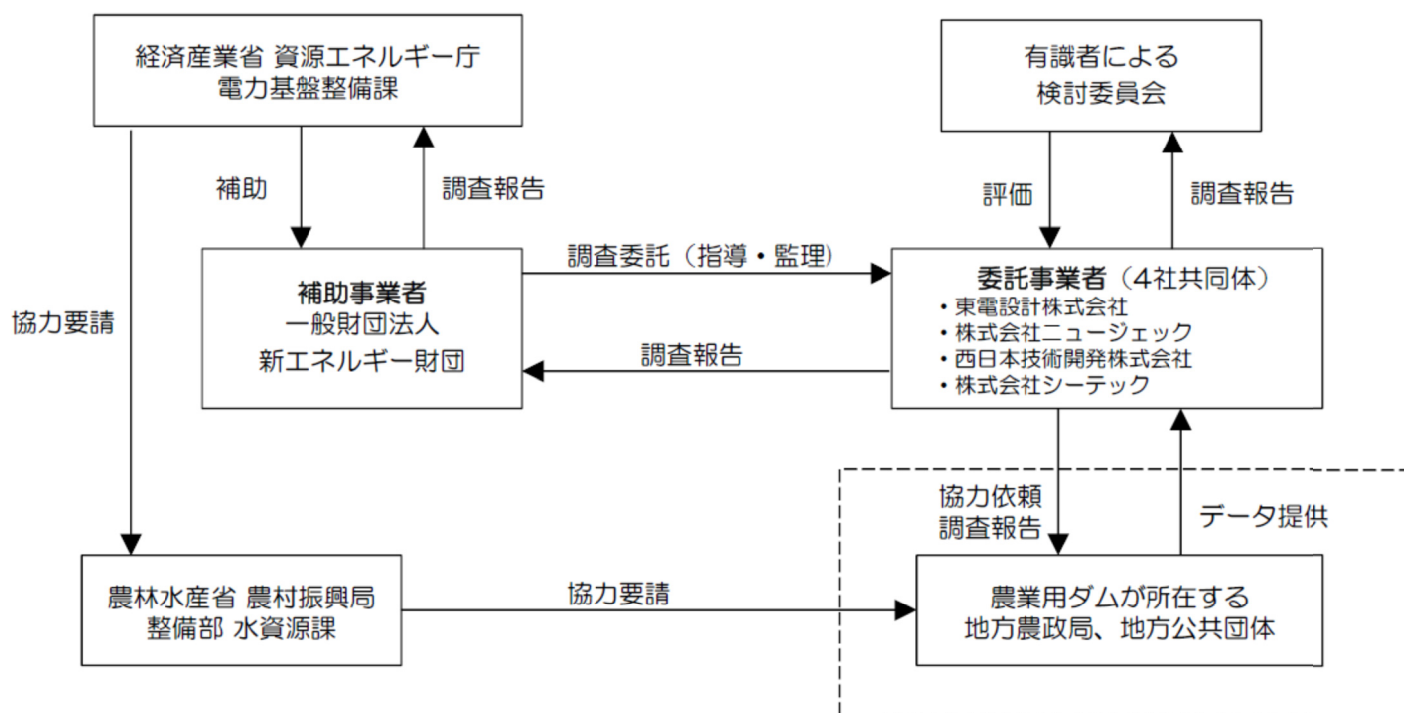 経済産業省 資源エネルギー庁
電力基盤整備課
有識者による
検討委員会
補助
調査報告
評価
調査報告
協力要請
補助事業者
一般財団法人
新エネルギー財団
調査委託（指導・監理)
調査報告
委託事業者（4社共同体）
・東電設計株式会社
・株式会社ニュージェック
・西日本技術開発株式会社
・株式会社シーテック
協力依頼
調査報告
データ提供
農林水産省 農村振興局
整備部 水資源課
協力要請
農業用ダムが所在する
地方農政局、地方公共団体